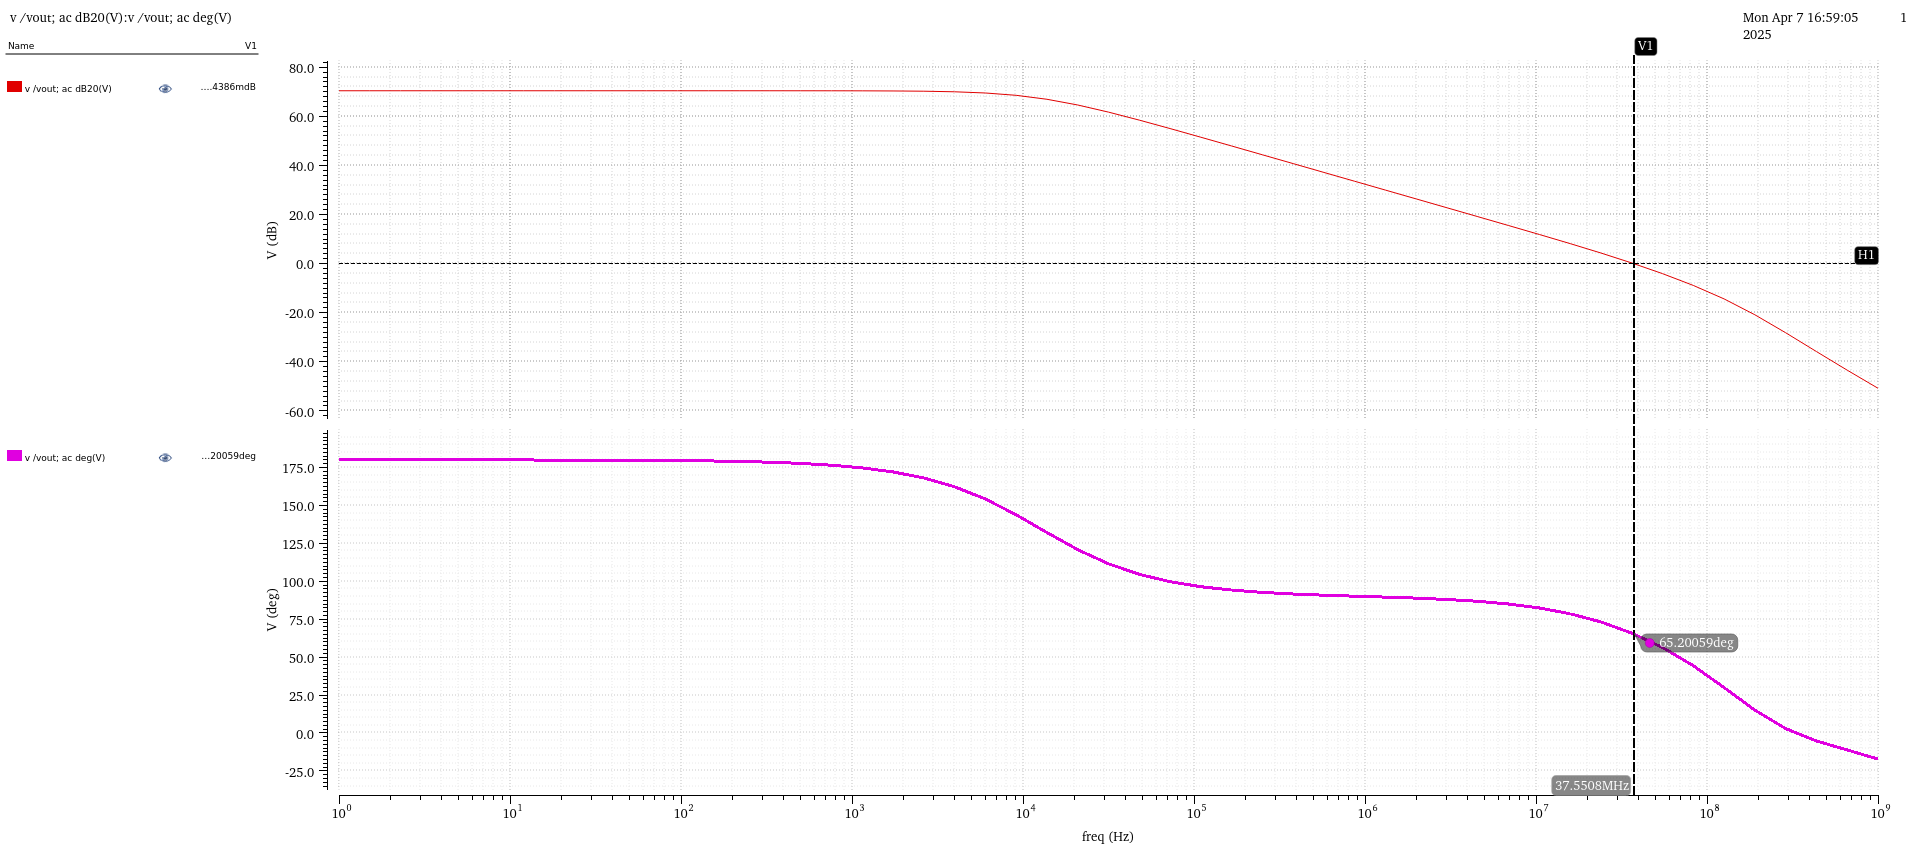 v /vout; ac dB20(V):v /vout; ac deg(V)
Mon Apr 7 16:59:05 2025
1
Name V1
v /vout; ac dB20(V) ....4386mdB
v /vout; ac deg(V) ...20059deg
V1
H1
V (dB)
80.0
60.0
40.0
20.0
0.0
-20.0
-40.0
-60.0
V (deg)
175.0
150.0
125.0
100.0
75.0
50.0
25.0
0.0
-25.0
65.20059deg
37.5508MHz
10^0 10^1 10^2 10^3 10^4 10^5 10^6 10^7 10^8 10^9
freq (Hz)